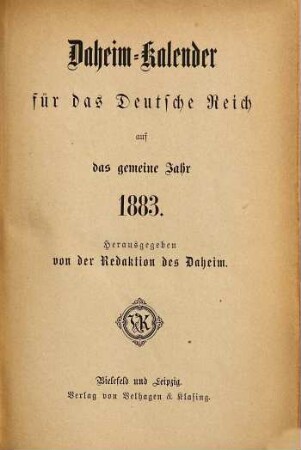 Daheim=Kalender
für das Deutsche Reich
auf
das gemeine Jahr
1883.
Herausgegeben
von der Redaktion des Daheim.
VK
Bielefeld und Leipzig.
Verlag von Velhagen & Klasing.